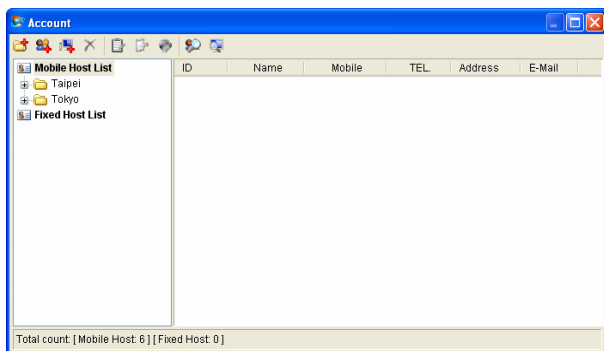 Account
Mobile Host List
Taipei
Tokyo
Fixed Host List
ID Name Mobile TEL. Address E-Mail
Total count: [ Mobile Host: 6 ] [ Fixed Host: 0 ]